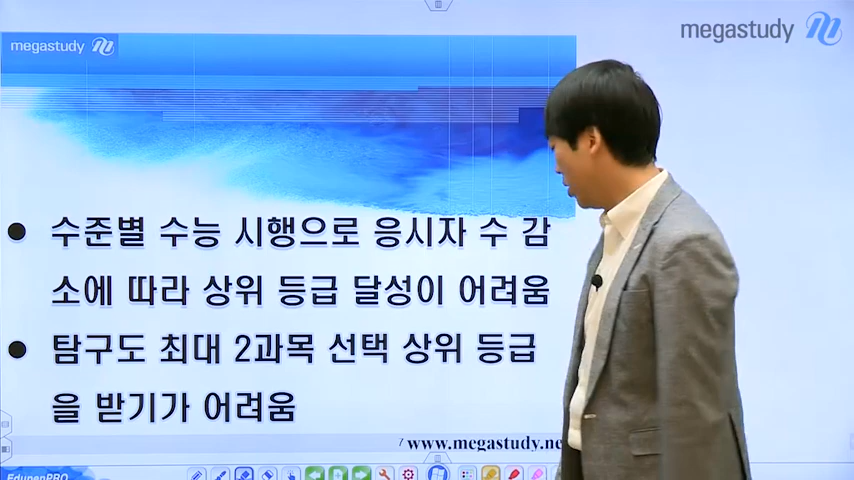 megastudy
megastudy
수준별 수능 시행으로 응시자 수 감
소에 따라 상위 등급 달성이 어려움
탐구도 최대 2과목 선택 상위 등급
을 받기가 어려움
/ www.megastudy.ne
EdupenPRO